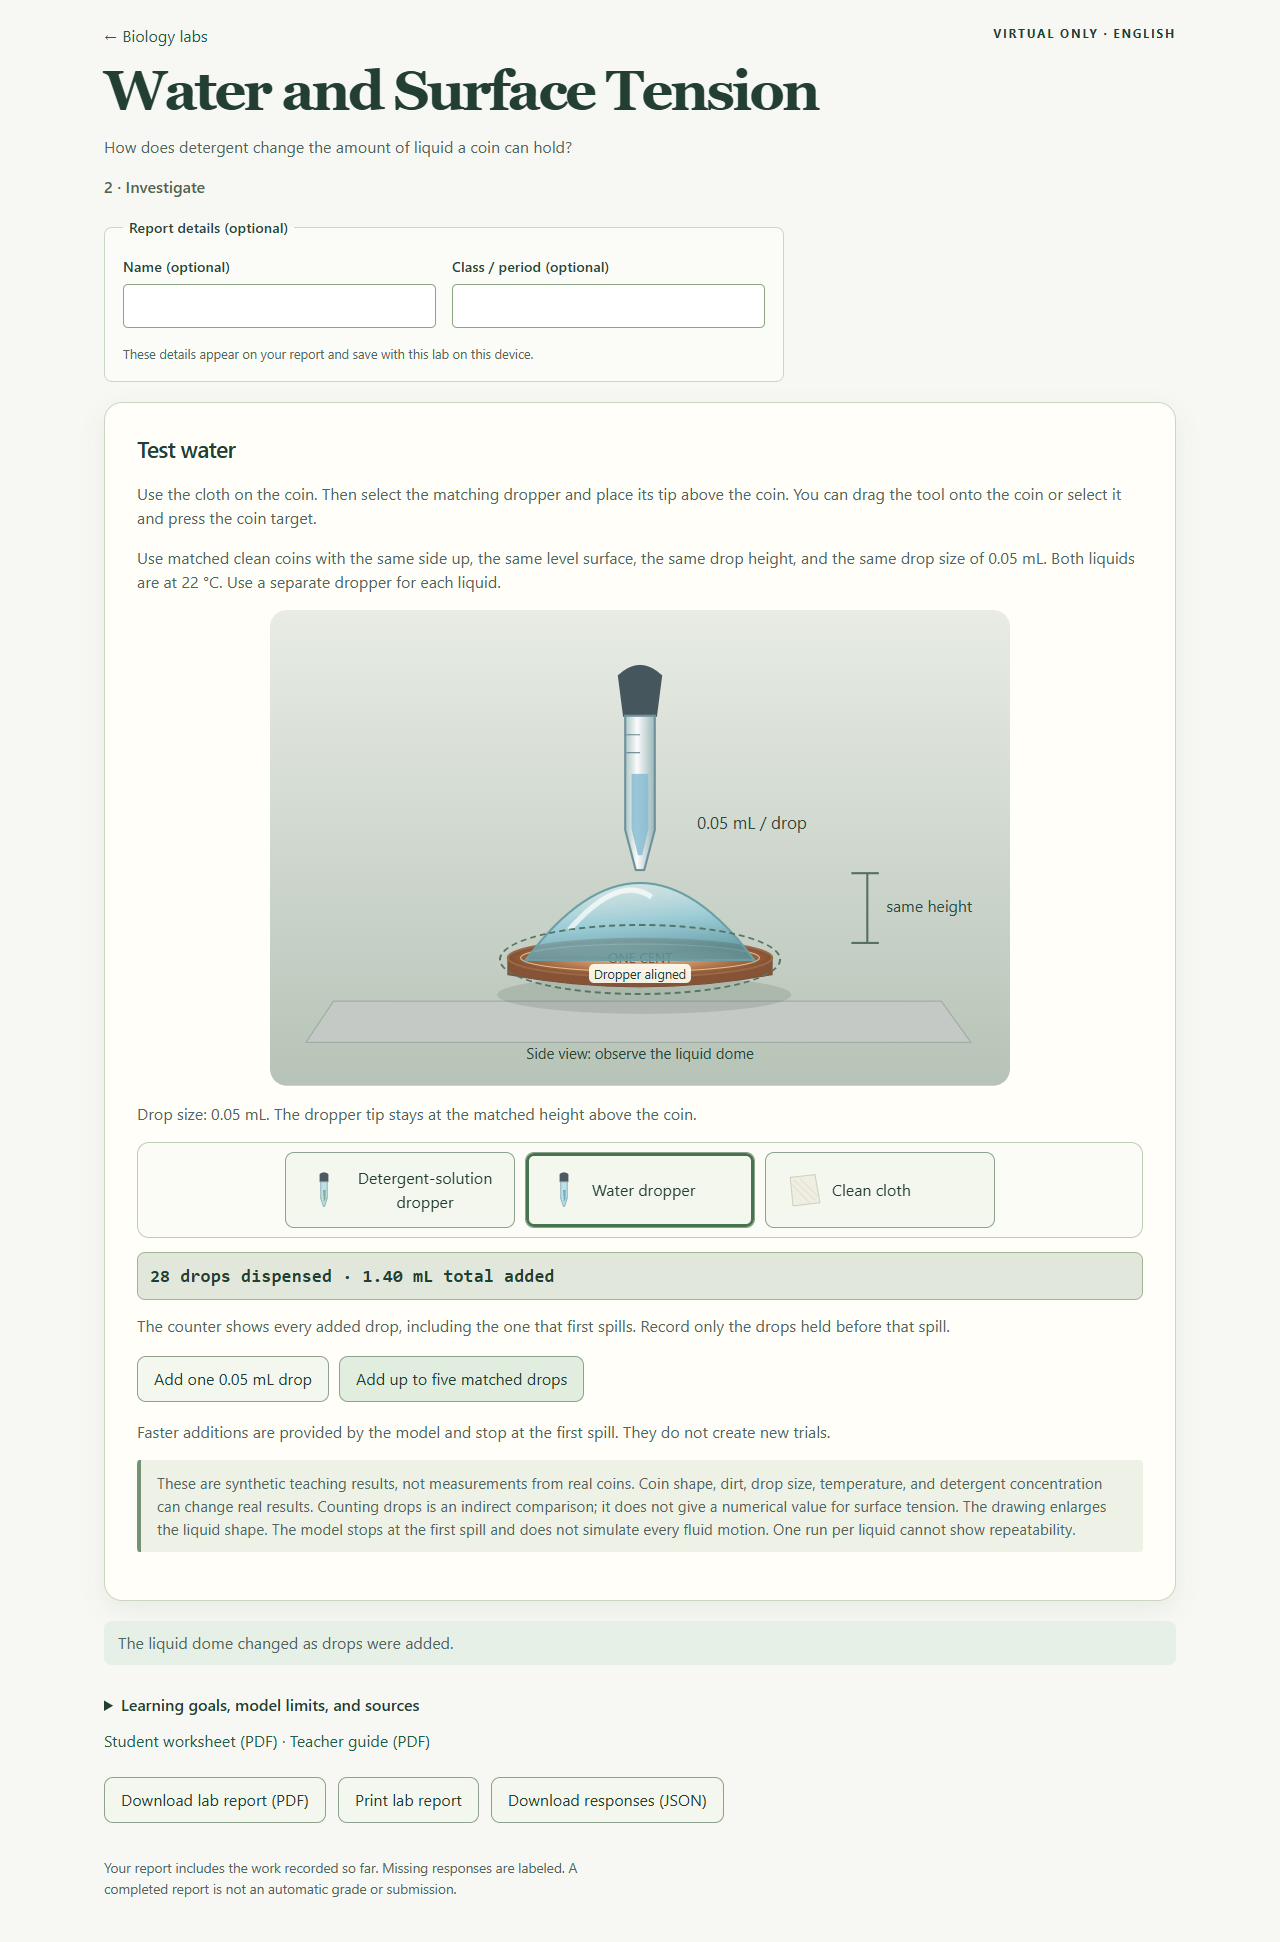 ← Biology labs
VIRTUAL ONLY · ENGLISH
Water and Surface Tension
How does detergent change the amount of liquid a coin can hold?
2 · Investigate
Report details (optional)
Name (optional)
Class / period (optional)
These details appear on your report and save with this lab on this device.
Test water
Use the cloth on the coin. Then select the matching dropper and place its tip above the coin. You can drag the tool onto the coin or select it
and press the coin target.
Use matched clean coins with the same side up, the same level surface, the same drop height, and the same drop size of 0.05 mL. Both liquids
are at 22 °C. Use a separate dropper for each liquid.
0.05 mL / drop
same height
ONE CENT
Dropper aligned
Side view: observe the liquid dome
Drop size: 0.05 mL. The dropper tip stays at the matched height above the coin.
Detergent-solution
dropper
Water dropper
Clean cloth
28 drops dispensed · 1.40 mL total added
The counter shows every added drop, including the one that first spills. Record only the drops held before that spill.
Add one 0.05 mL drop
Add up to five matched drops
Faster additions are provided by the model and stop at the first spill. They do not create new trials.
These are synthetic teaching results, not measurements from real coins. Coin shape, dirt, drop size, temperature, and detergent concentration
can change real results. Counting drops is an indirect comparison; it does not give a numerical value for surface tension. The drawing enlarges
the liquid shape. The model stops at the first spill and does not simulate every fluid motion. One run per liquid cannot show repeatability.
The liquid dome changed as drops were added.
▶ Learning goals, model limits, and sources
Student worksheet (PDF) · Teacher guide (PDF)
Download lab report (PDF)
Print lab report
Download responses (JSON)
Your report includes the work recorded so far. Missing responses are labeled. A
completed report is not an automatic grade or submission.